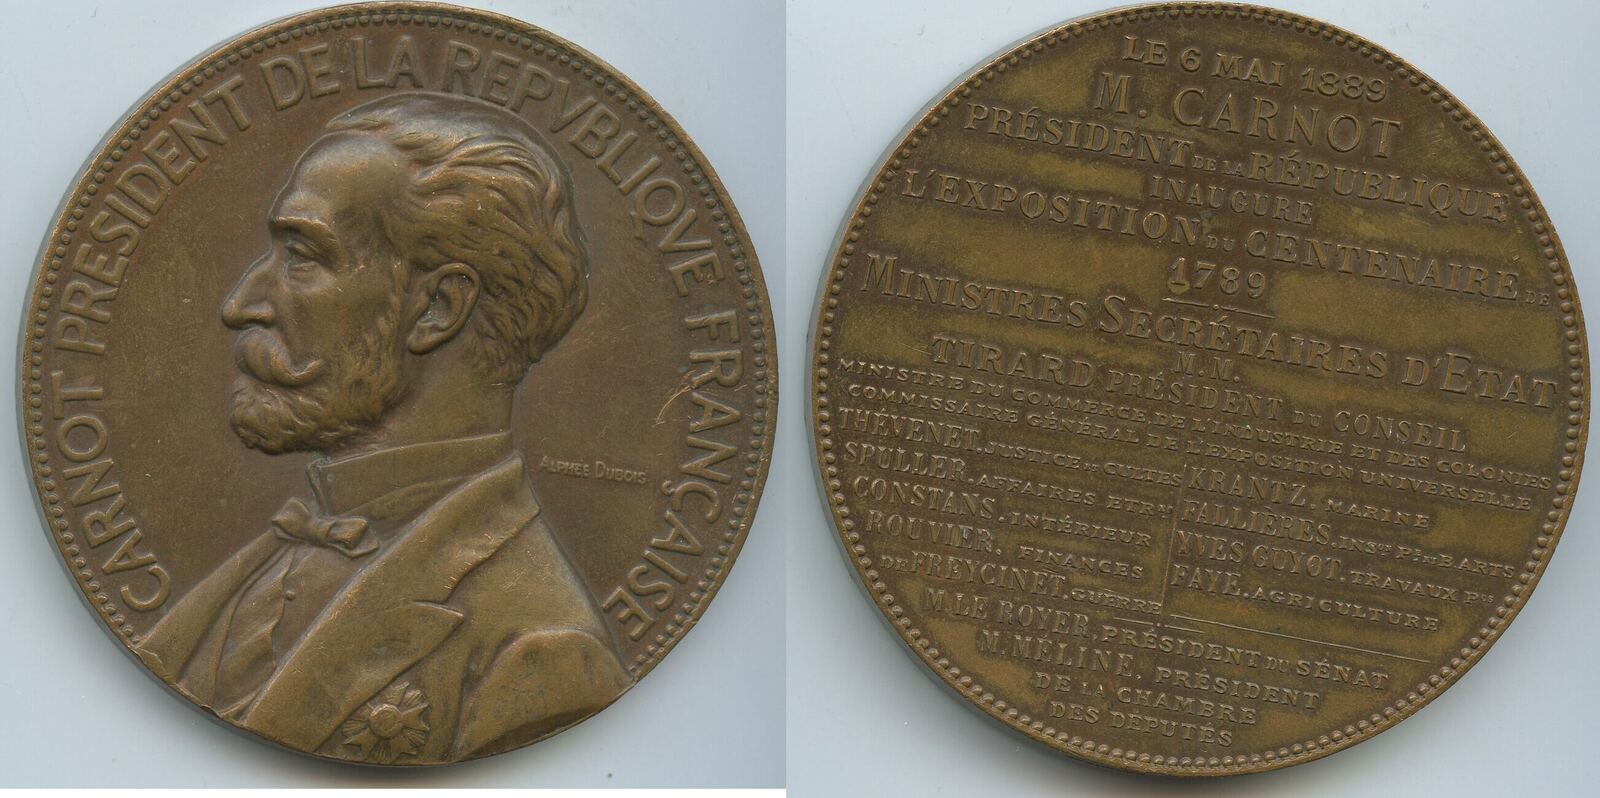 CARNOT PRESIDENT DE LA REPVBLIQVE FRANÇAISE
ALPHÉE DUBOIS
LE 6 MAI 1889
M. CARNOT
PRÉSIDENT DE LA RÉPUBLIQUE
INAUGURE
L'EXPOSITION DU CENTENAIRE DE
1789
MINISTRES SECRÉTAIRES D'ETAT
M.M.
TIRARD PRÉSIDENT DU CONSEIL
MINISTRE DU COMMERCE DE L'INDUSTRIE ET DES COLONIES
COMMISSAIRE GÉNÉRAL DE L'EXPOSITION UNIVERSELLE
THÉVENET. JUSTICE ET CULTES KRANTZ. MARINE
SPULLER. AFFAIRES ETRES FALLIÈRES. INSON PE ET B. ARTS
CONSTANS. INTÉRIEUR YVES GUYOT. TRAVAUX PCS
ROUVIER. FINANCES FAYE. AGRICULTURE
DE FREYCINET. GUERRE
M. LE ROYER, PRÉSIDENT DU SÉNAT
M. MELINE, PRÉSIDENT
DE LA CHAMBRE
DES DEPUTÉS